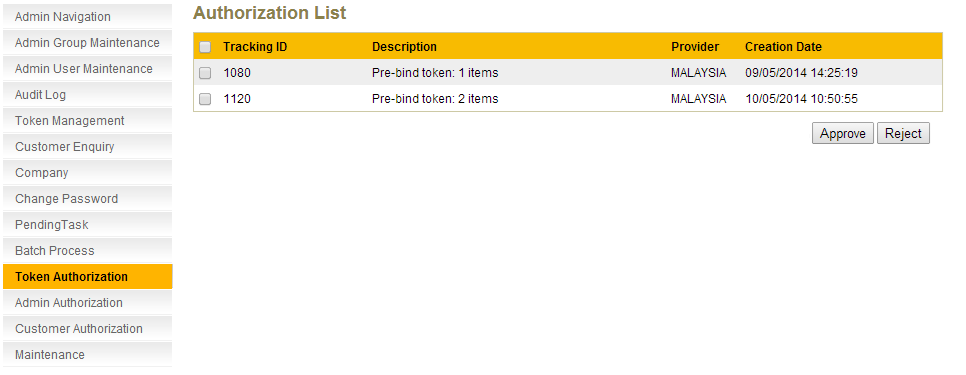 Authorization List
Admin Navigation
Admin Group Maintenance
Admin User Maintenance
Audit Log
Token Management
Customer Enquiry
Company
Change Password
PendingTask
Batch Process
Token Authorization
Admin Authorization
Customer Authorization
Maintenance
Tracking ID Description Provider Creation Date
1080 Pre-bind token: 1 items MALAYSIA 09/05/2014 14:25:19
1120 Pre-bind token: 2 items MALAYSIA 10/05/2014 10:50:55
Approve Reject